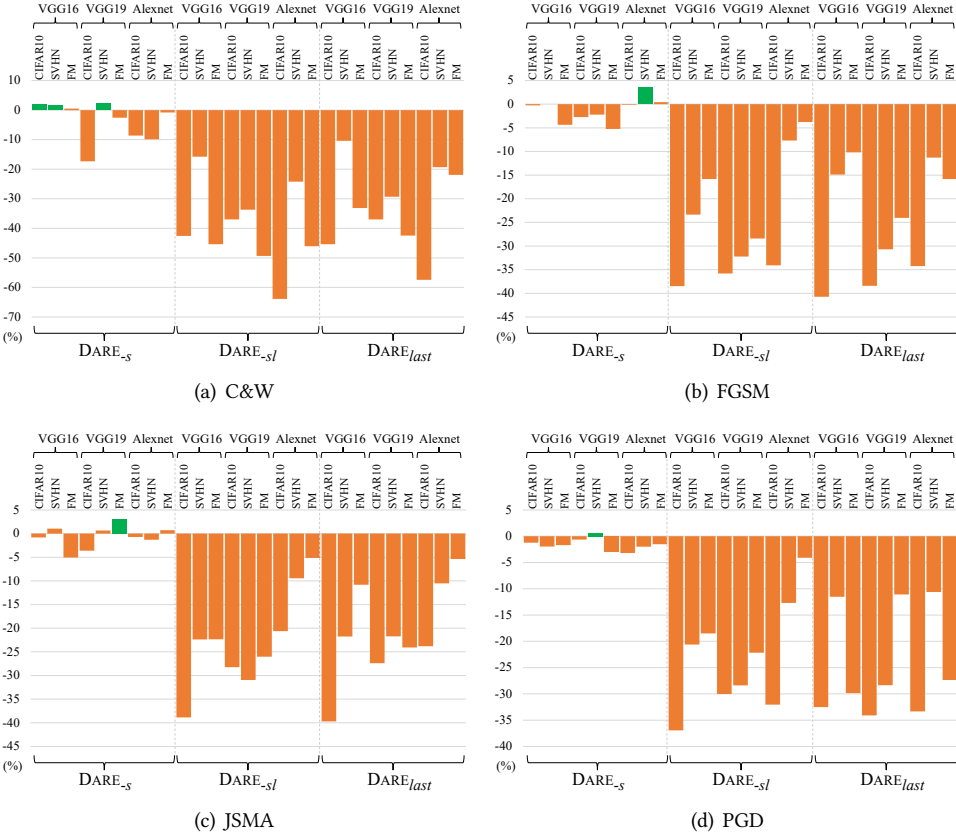 VGG16 VGG19 Alexnet VGG16 VGG19 Alexnet VGG16 VGG19 Alexnet
CIFAR10 SVHN FM CIFAR10 SVHN FM CIFAR10 SVHN FM CIFAR10 SVHN FM CIFAR10 SVHN FM CIFAR10 SVHN FM CIFAR10 SVHN FM CIFAR10 SVHN FM CIFAR10 SVHN FM
10
0
-10
-20
-30
-40
-50
-60
-70
(%)
DARE-s DARE-sl DARElast
(a) C&W
VGG16 VGG19 Alexnet VGG16 VGG19 Alexnet VGG16 VGG19 Alexnet
CIFAR10 SVHN FM CIFAR10 SVHN FM CIFAR10 SVHN FM CIFAR10 SVHN FM CIFAR10 SVHN FM CIFAR10 SVHN FM CIFAR10 SVHN FM CIFAR10 SVHN FM CIFAR10 SVHN FM
5
0
-5
-10
-15
-20
-25
-30
-35
-40
-45
(%)
DARE-s DARE-sl DARElast
(b) FGSM
VGG16 VGG19 Alexnet VGG16 VGG19 Alexnet VGG16 VGG19 Alexnet
CIFAR10 SVHN FM CIFAR10 SVHN FM CIFAR10 SVHN FM CIFAR10 SVHN FM CIFAR10 SVHN FM CIFAR10 SVHN FM CIFAR10 SVHN FM CIFAR10 SVHN FM CIFAR10 SVHN FM
5
0
-5
-10
-15
-20
-25
-30
-35
-40
-45
(%)
DARE-s DARE-sl DARElast
(c) JSMA
VGG16 VGG19 Alexnet VGG16 VGG19 Alexnet VGG16 VGG19 Alexnet
CIFAR10 SVHN FM CIFAR10 SVHN FM CIFAR10 SVHN FM CIFAR10 SVHN FM CIFAR10 SVHN FM CIFAR10 SVHN FM CIFAR10 SVHN FM CIFAR10 SVHN FM CIFAR10 SVHN FM
5
0
-5
-10
-15
-20
-25
-30
-35
-40
(%)
DARE-s DARE-sl DARElast
(d) PGD